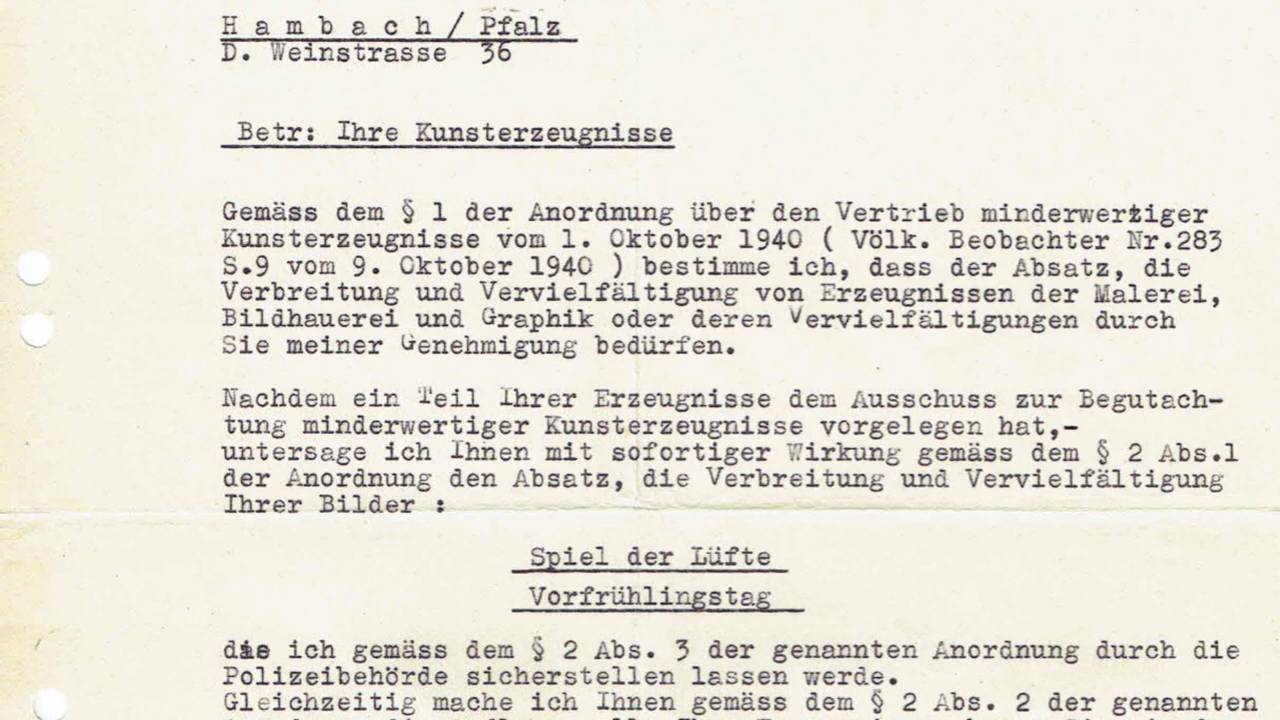 H a m b a c h / Pfalz
D. Weinstrasse 36
Betr: Ihre Kunsterzeugnisse
Gemäss dem § 1 der Anordnung über den Vertrieb minderwertiger
Kunsterzeugnisse vom 1. Oktober 1940 ( Völk. Beobachter Nr.283
S.9 vom 9. Oktober 1940 ) bestimme ich, dass der Absatz, die
Verbreitung und Vervielfältigung von Erzeugnissen der Malerei,
Bildhauerei und Graphik oder deren Vervielfältigungen durch
Sie meiner Genehmigung bedürfen.
Nachdem ein Teil Ihrer Erzeugnisse dem Ausschuss zur Begutach-
tung minderwertiger Kunsterzeugnisse vorgelegen hat,-
untersage ich Ihnen mit sofortiger Wirkung gemäss dem § 2 Abs.1
der Anordnung den Absatz, die Verbreitung und Vervielfältigung
Ihrer Bilder :
Spiel der Lüfte
Vorfrühlingstag
die ich gemäss dem § 2 Abs. 3 der genannten Anordnung durch die
Polizeibehörde sicherstellen lassen werde.
Gleichzeitig mache ich Ihnen gemäss dem § 2 Abs. 2 der genannten